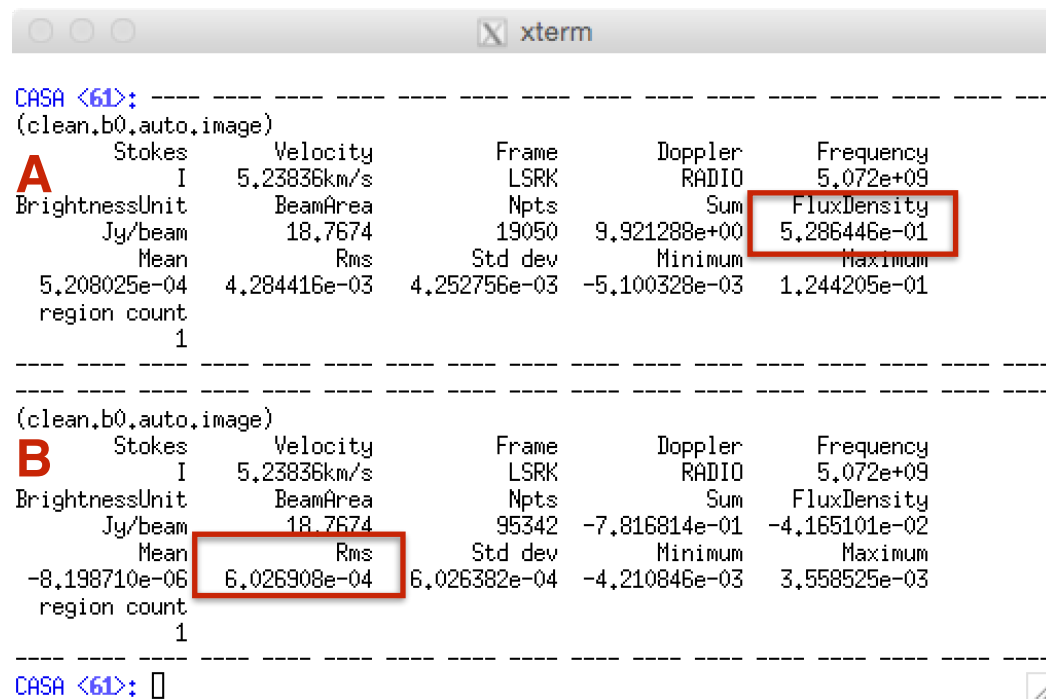 xterm
CASA <61>: ---- ---- ---- ---- ---- ---- ---- ---- ---- ---- ---- ---- ---- ---- ---
(clean.b0.auto.image)
A
Stokes Velocity Frame Doppler Frequency
I 5.23836km/s LSRK RADIO 5.072e+09
BrightnessUnit BeamArea Npts Sum FluxDensity
Jy/beam 18.7674 19050 9.921288e+00 5.286446e-01
Mean Rms Std dev Minimum Maximum
5.208025e-04 4.284416e-03 4.252756e-03 -5.100328e-03 1.244205e-01
region count
1
---- ---- ---- ---- ---- ---- ---- ---- ---- ---- ---- ---- ---- ---- ---- ---- ----
---- ---- ---- ---- ---- ---- ---- ---- ---- ---- ---- ---- ---- ---- ---- ---- ----
(clean.b0.auto.image)
B
Stokes Velocity Frame Doppler Frequency
I 5.23836km/s LSRK RADIO 5.072e+09
BrightnessUnit BeamArea Npts Sum FluxDensity
Jy/beam 18.7674 95342 -7.816814e-01 -4.165101e-02
Mean Rms Std dev Minimum Maximum
-8.198710e-06 6.026908e-04 6.026382e-04 -4.210846e-03 3.558525e-03
region count
1
---- ---- ---- ---- ---- ---- ---- ---- ---- ---- ---- ---- ---- ---- ---- ---- ----
CASA <61>: